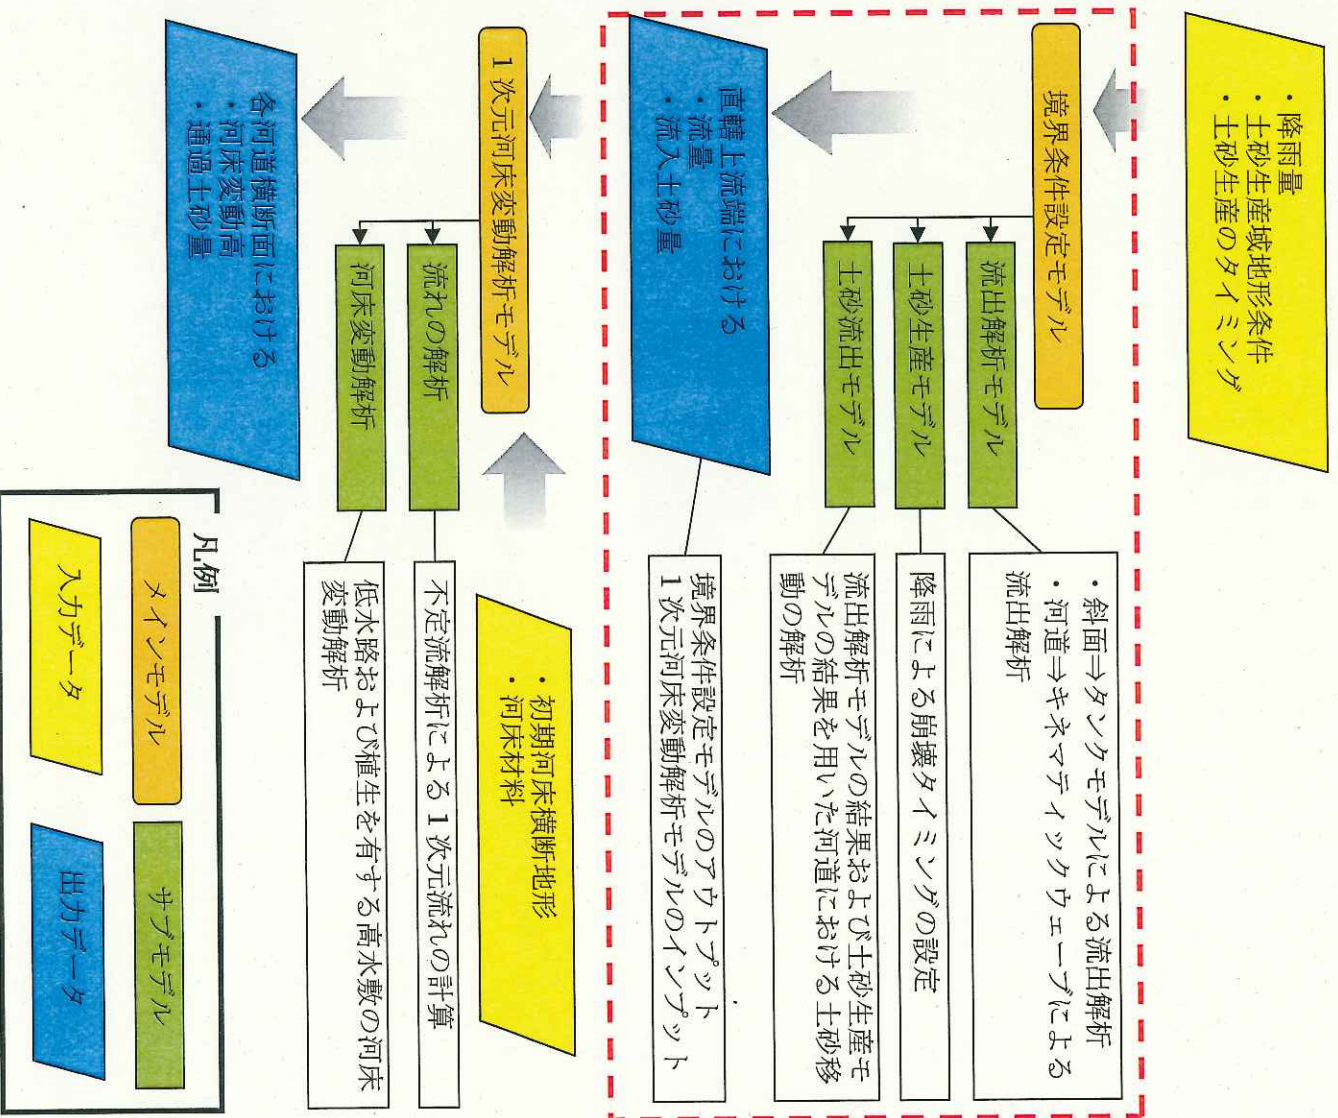 ・降雨量
・土砂生産域地形条件
・土砂生産のタイミング
境界条件設定モデル
流出解析モデル
・斜面⇒タンクモデルによる流出解析
・河道⇒キネマティックウェーブによる
流出解析
土砂生産モデル
降雨による崩壊タイミングの設定
土砂流出モデル
流出解析モデルの結果および土砂生産モ
デルの結果を用いた河道における土砂移
動の解析
直轄上流端における
・流量
・流入土砂量
境界条件設定モデルのアウトプット
1次元河床変動解析モデルのインプット
・初期河床横断地形
・河床材料
1次元河床変動解析モデル
流れの解析
不定流解析による1次元流れの計算
河床変動解析
低水路および植生を有する高水敷の河床
変動解析
各河道横断面における
・河床変動高
・通過土砂量
凡例
メインモデル
サブモデル
入力データ
出力データ